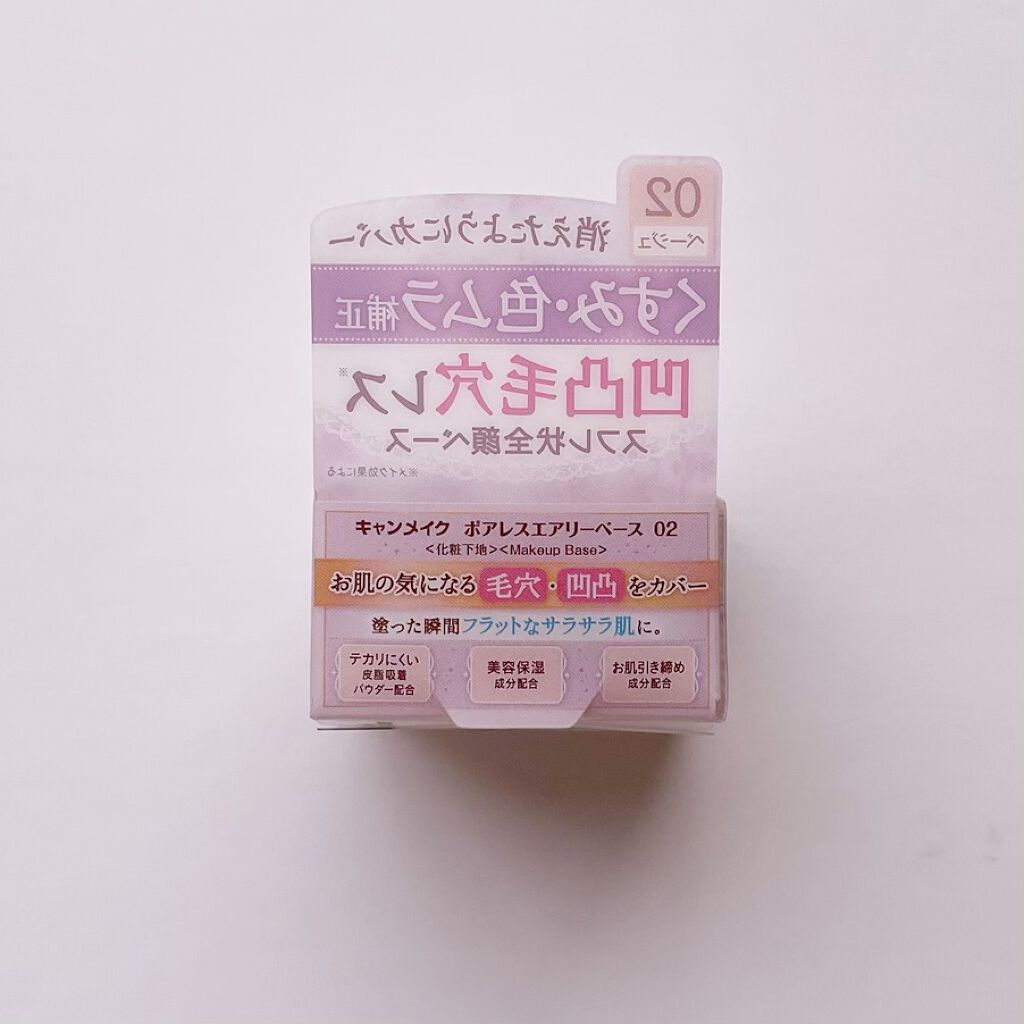 02
ベージュ
消えたようにカバー
くすみ・色ムラ補正
凹凸毛穴レス※
スフレ状全顔ベース
※メイク効果による
キャンメイク ポアレスエアリーベース 02
<化粧下地><Makeup Base>
お肌の気になる 毛穴・凹凸 をカバー
塗った瞬間フラットなサラサラ肌に。
テカリにくい
皮脂吸着
パウダー配合
美容保湿
成分配合
お肌引き締め
成分配合